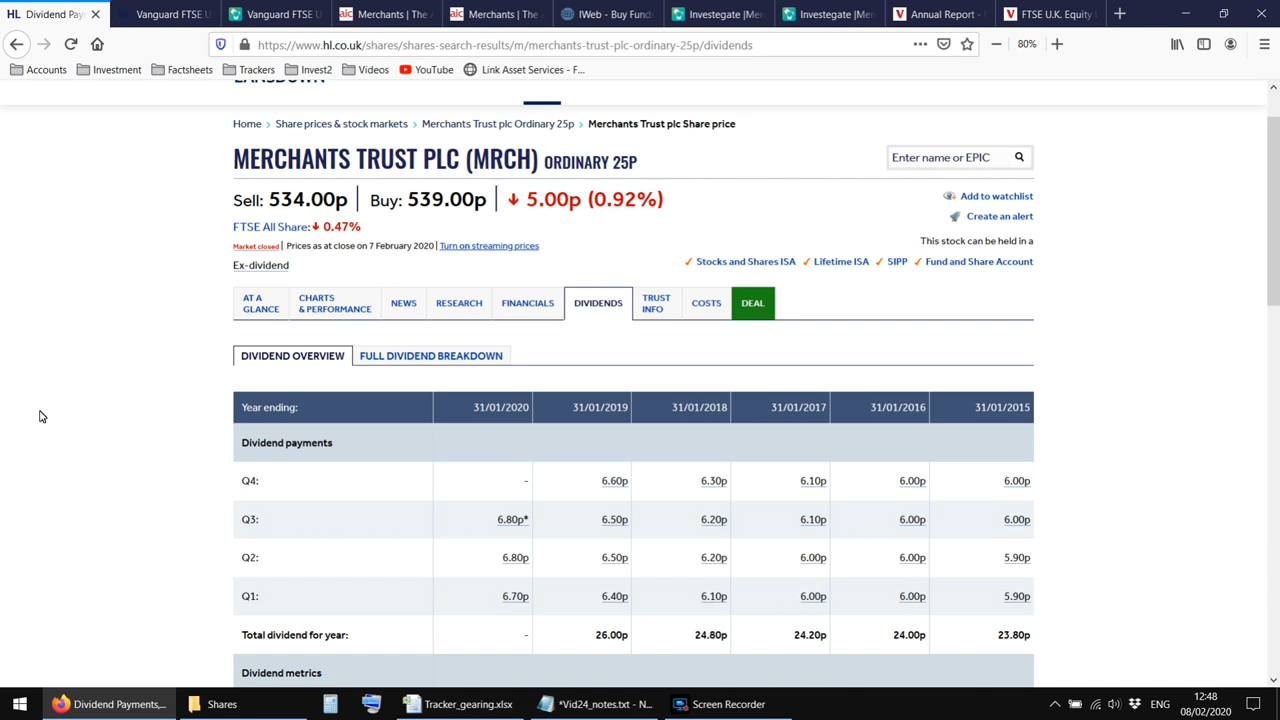 HL Dividend Pay
Vanguard FTSE U
Vanguard FTSE U
aic Merchants | The A
aic Merchants | The A
IWeb - Buy Fund
Investegate |Mer
Investegate |Mer
Annual Report -
FTSE U.K. Equity I
https://www.hl.co.uk/shares/shares-search-results/m/merchants-trust-plc-ordinary-25p/dividends
80%
Accounts Investment Factsheets Trackers Invest2 Videos YouTube Link Asset Services - F...
LANSDOWN
Home > Share prices & stock markets > Merchants Trust plc Ordinary 25p > Merchants Trust plc Share price
MERCHANTS TRUST PLC (MRCH) ORDINARY 25P
Enter name or EPIC
Sell: 534.00p | Buy: 539.00p | 5.00p (0.92%)
Add to watchlist
Create an alert
FTSE All Share: 0.47%
This stock can be held in a
Market closed | Prices as at close on 7 February 2020 | Turn on streaming prices
Stocks and Shares ISA Lifetime ISA SIPP Fund and Share Account
Ex-dividend
AT A GLANCE
CHARTS & PERFORMANCE
NEWS
RESEARCH
FINANCIALS
DIVIDENDS
TRUST INFO
COSTS
DEAL
DIVIDEND OVERVIEW FULL DIVIDEND BREAKDOWN
Year ending: 31/01/2020 31/01/2019 31/01/2018 31/01/2017 31/01/2016 31/01/2015
Dividend payments
Q4: - 6.60p 6.30p 6.10p 6.00p 6.00p
Q3: 6.80p* 6.50p 6.20p 6.10p 6.00p 6.00p
Q2: 6.80p 6.50p 6.20p 6.00p 6.00p 5.90p
Q1: 6.70p 6.40p 6.10p 6.00p 6.00p 5.90p
Total dividend for year: - 26.00p 24.80p 24.20p 24.00p 23.80p
Dividend metrics
Dividend Payments,...
Shares
Tracker_gearing.xlsx
*Vid24_notes.txt - N...
Screen Recorder
ENG
12:48
08/02/2020